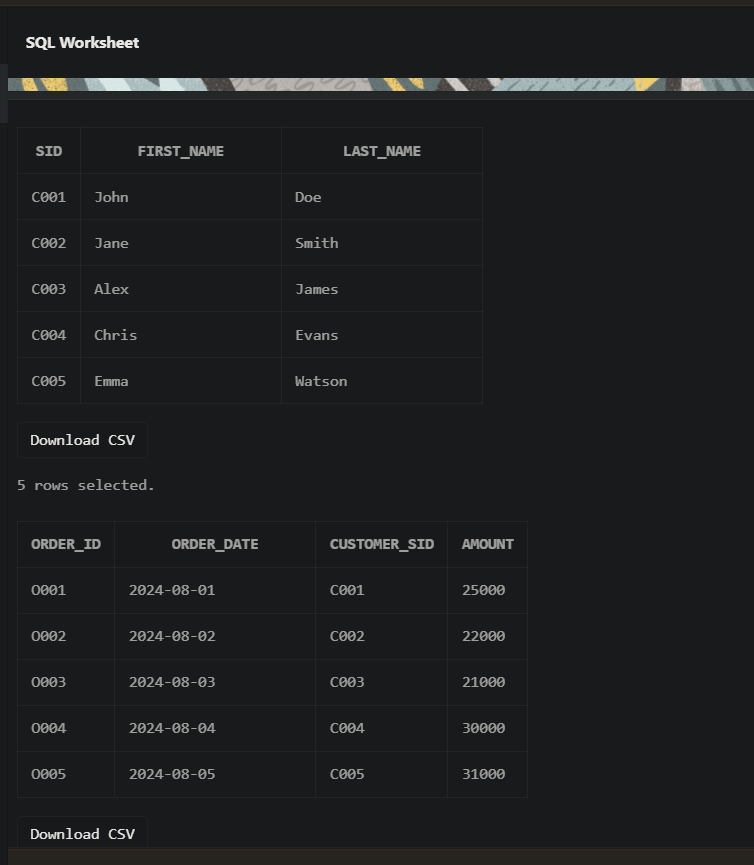 SQL Worksheet
SID FIRST_NAME LAST_NAME
C001 John Doe
C002 Jane Smith
C003 Alex James
C004 Chris Evans
C005 Emma Watson
Download CSV
5 rows selected.
ORDER_ID ORDER_DATE CUSTOMER_SID AMOUNT
O001 2024-08-01 C001 25000
O002 2024-08-02 C002 22000
O003 2024-08-03 C003 21000
O004 2024-08-04 C004 30000
O005 2024-08-05 C005 31000
Download CSV